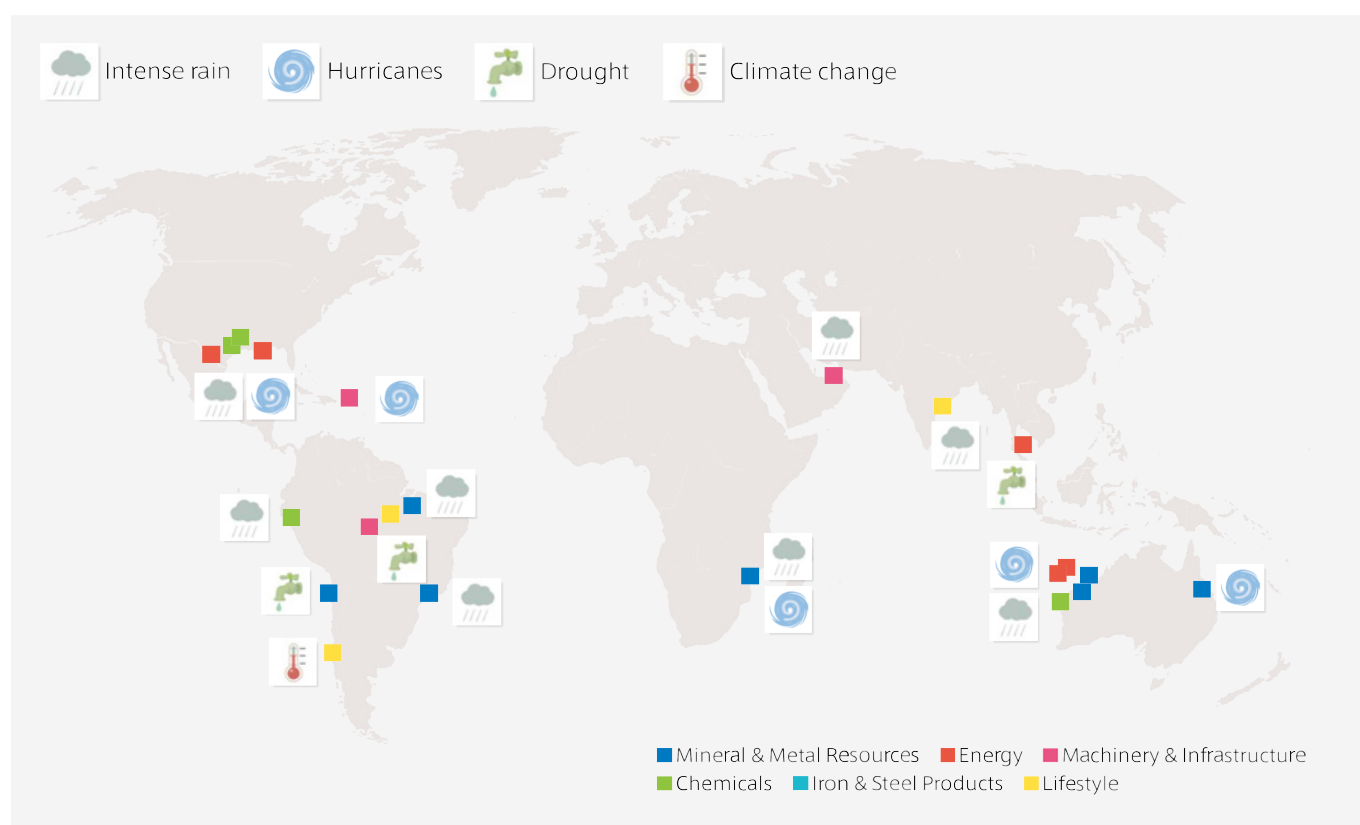 Intense rain Hurricanes Drought Climate change
Mineral & Metal Resources Energy Machinery & Infrastructure
Chemicals Iron & Steel Products Lifestyle